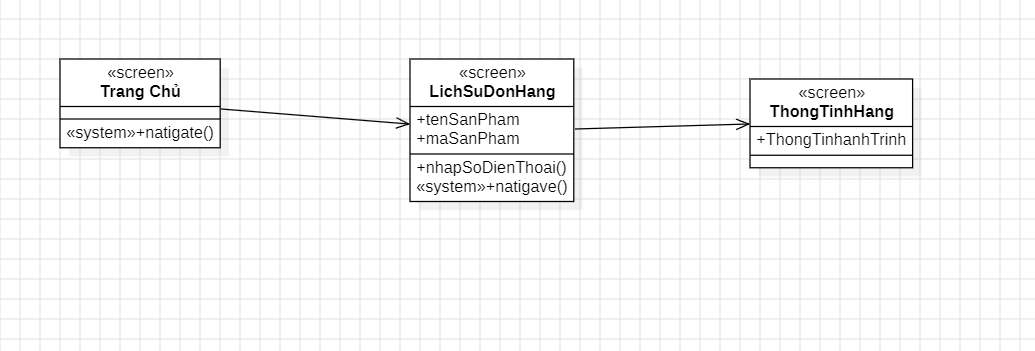 «screen»
Trang Chủ
«system»+natigate()
«screen»
LichSuDonHang
+tenSanPham
+maSanPham
+nhapSoDienThoai()
«system»+natigave()
«screen»
ThongTinhHang
+ThongTinhanhTrinh